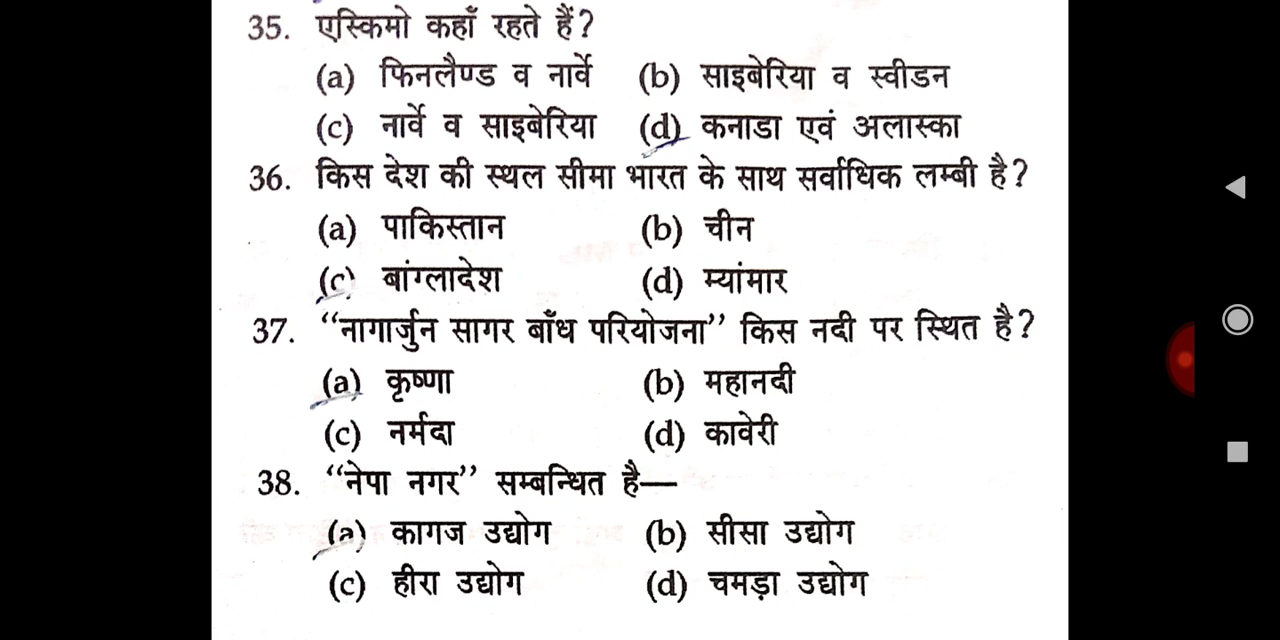 35. एस्किमो कहाँ रहते हैं?
(a) फिनलैण्ड व नार्वे (b) साइबेरिया व स्वीडन
(c) नार्वे व साइबेरिया (d) कनाडा एवं अलास्का
36. किस देश की स्थल सीमा भारत के साथ सर्वाधिक लम्बी है?
(a) पाकिस्तान (b) चीन
(c) बांग्लादेश (d) म्यांमार
37. “नागार्जुन सागर बाँध परियोजना” किस नदी पर स्थित है?
(a) कृष्णा (b) महानदी
(c) नर्मदा (d) कावेरी
38. “नेपा नगर” सम्बन्धित है—
(a) कागज उद्योग (b) सीसा उद्योग
(c) हीरा उद्योग (d) चमड़ा उद्योग